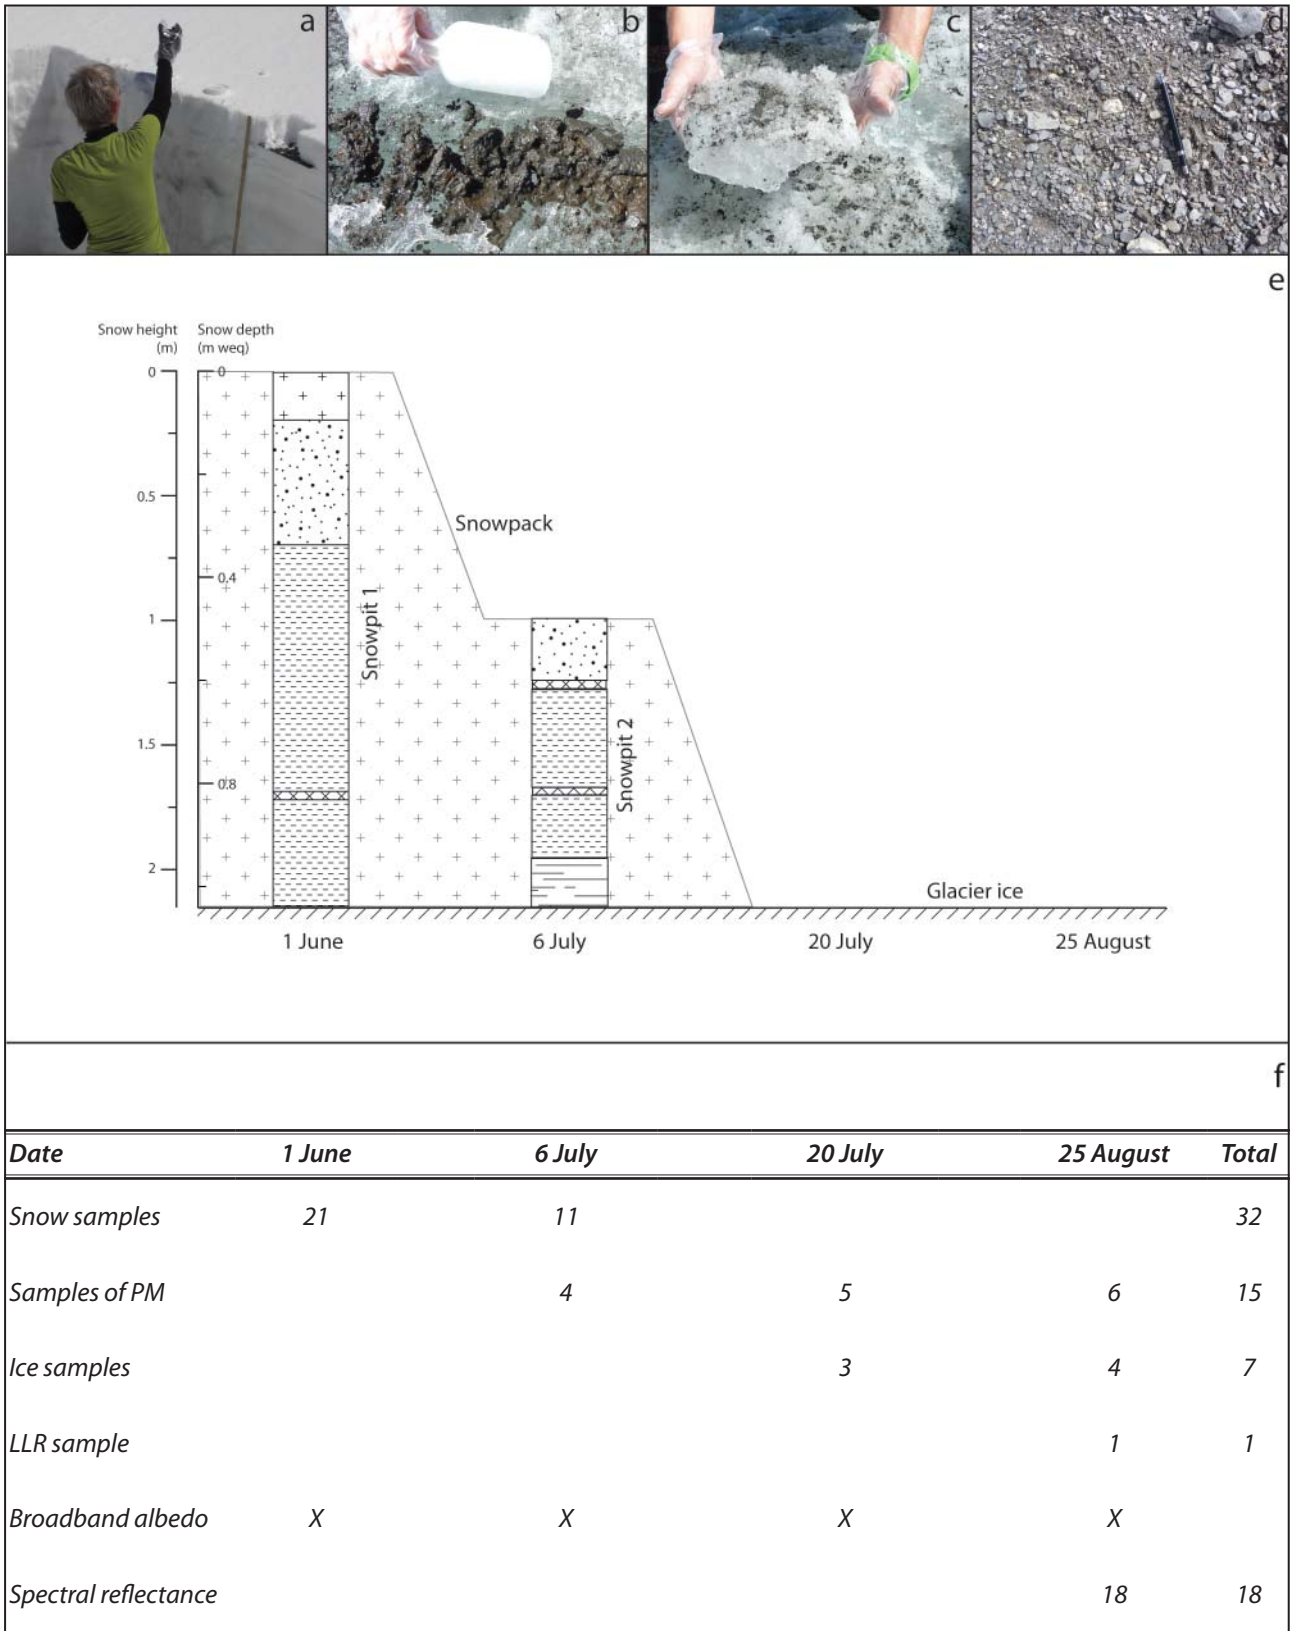 a
b
c
d
e
Snow height Snow depth
(m) (m weq)
0
0
0.5
Snowpack
0.4
1
Snowpit 1
1.5
Snowpit 2
0.8
2
Glacier ice
1 June 6 July 20 July 25 August
f
Date 1 June 6 July 20 July 25 August Total
Snow samples 21 11 32
Samples of PM 4 5 6 15
Ice samples 3 4 7
LLR sample 1 1
Broadband albedo X X X X
Spectral reflectance 18 18